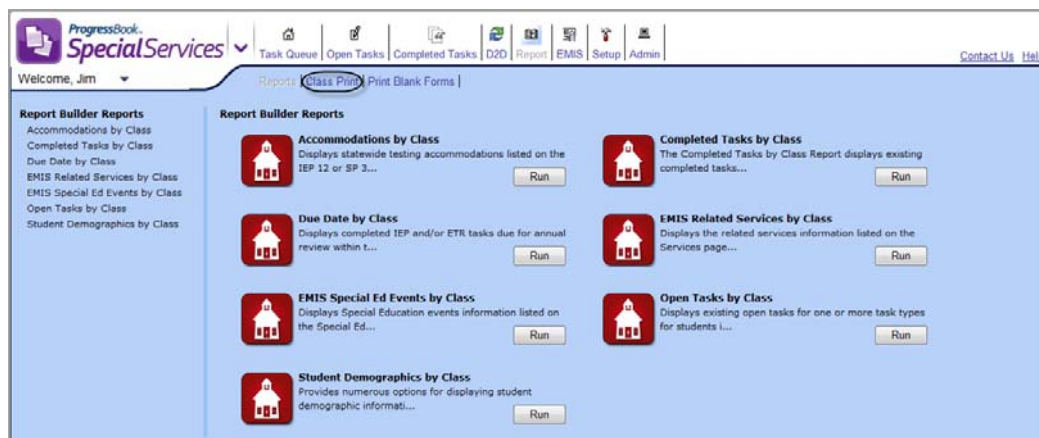 ProgressBook.
SpecialServices
Task Queue | Open Tasks | Completed Tasks | D2D | Report | EMIS | Setup | Admin |
Contact Us Hel
Welcome, Jim
Reports | Class Print | Print Blank Forms |
Report Builder Reports
Accommodations by Class
Completed Tasks by Class
Due Date by Class
EMIS Related Services by Class
EMIS Special Ed Events by Class
Open Tasks by Class
Student Demographics by Class
Report Builder Reports
Accommodations by Class
Displays statewide testing accommodations listed on the
IEP 12 or SP 3...
Run
Completed Tasks by Class
The Completed Tasks by Class Report displays existing
completed tasks...
Run
Due Date by Class
Displays completed IEP and/or ETR tasks due for annual
review within t...
Run
EMIS Related Services by Class
Displays the related services information listed on the
Services page...
Run
EMIS Special Ed Events by Class
Displays Special Education events information listed on
the Special Ed...
Run
Open Tasks by Class
Displays existing open tasks for one or more task types
for students i...
Run
Student Demographics by Class
Provides numerous options for displaying student
demographic informati...
Run